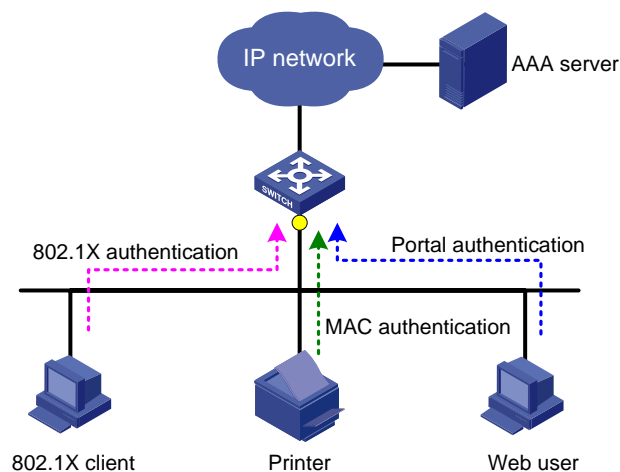 IP network
AAA server
SWITCH
802.1X authentication
Portal authentication
MAC authentication
802.1X client
Printer
Web user